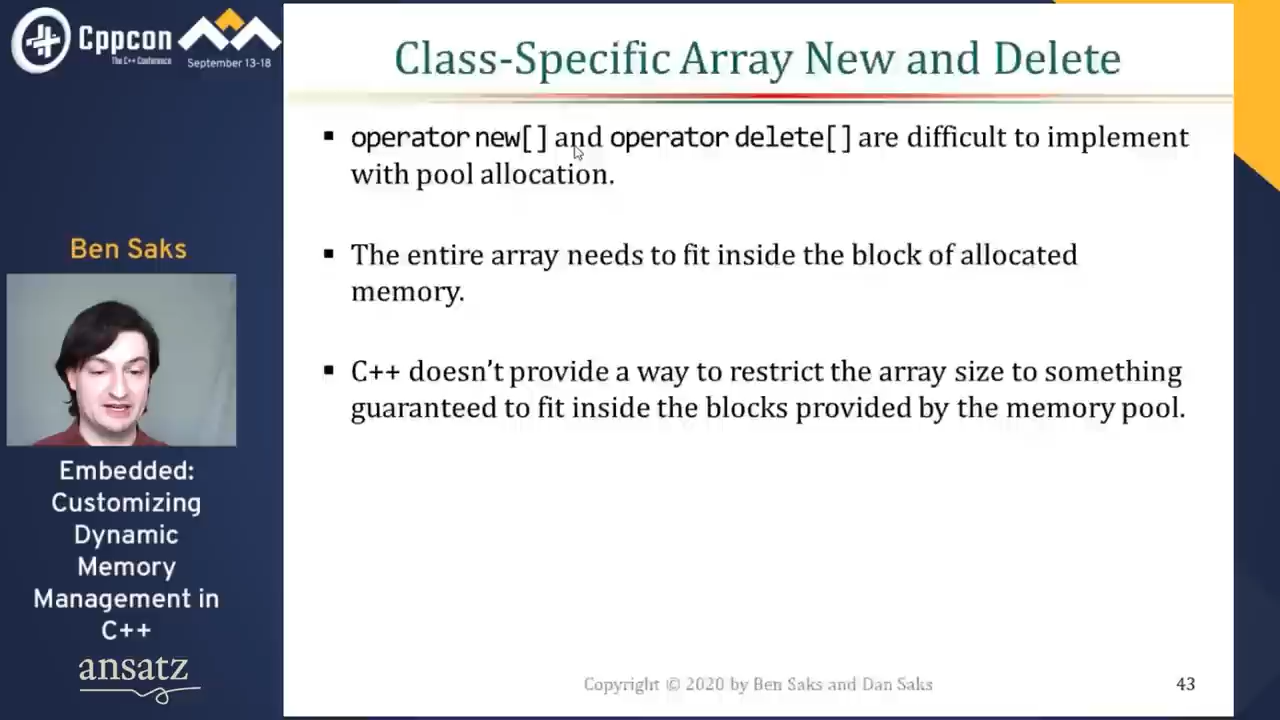 Cppcon
The C++ Conference
September 13-18
Ben Saks
Embedded:
Customizing
Dynamic
Memory
Management in
C++
ansatz
Class-Specific Array New and Delete
▪ operator new[] and operator delete[] are difficult to implement
with pool allocation.
▪ The entire array needs to fit inside the block of allocated
memory.
▪ C++ doesn’t provide a way to restrict the array size to something
guaranteed to fit inside the blocks provided by the memory pool.
Copyright © 2020 by Ben Saks and Dan Saks
43